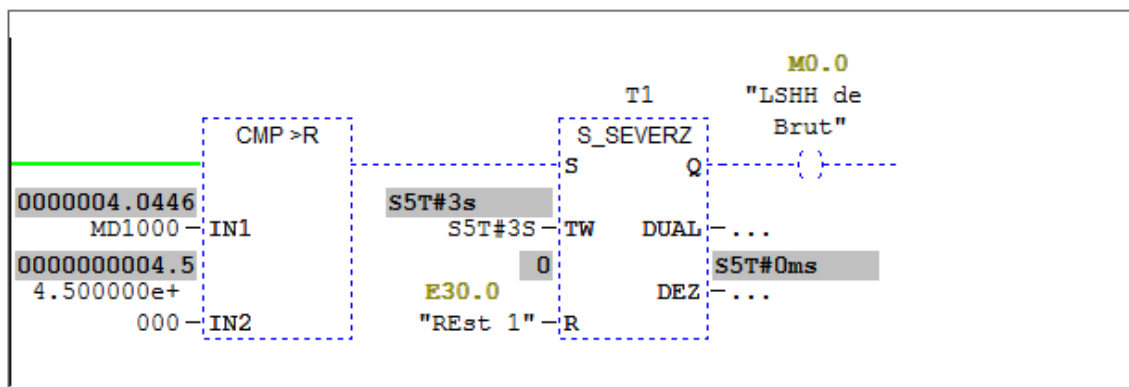 M0.0
T1 "LSHH de
CMP >R S_SEVERZ Brut"
S Q ( )
0000004.0446 S5T#3s
MD1000 IN1 S5T#3S TW DUAL ...
0000000004.5 0 S5T#0ms
4.500000e+ E30.0 DEZ ...
000 IN2 "REst 1" R